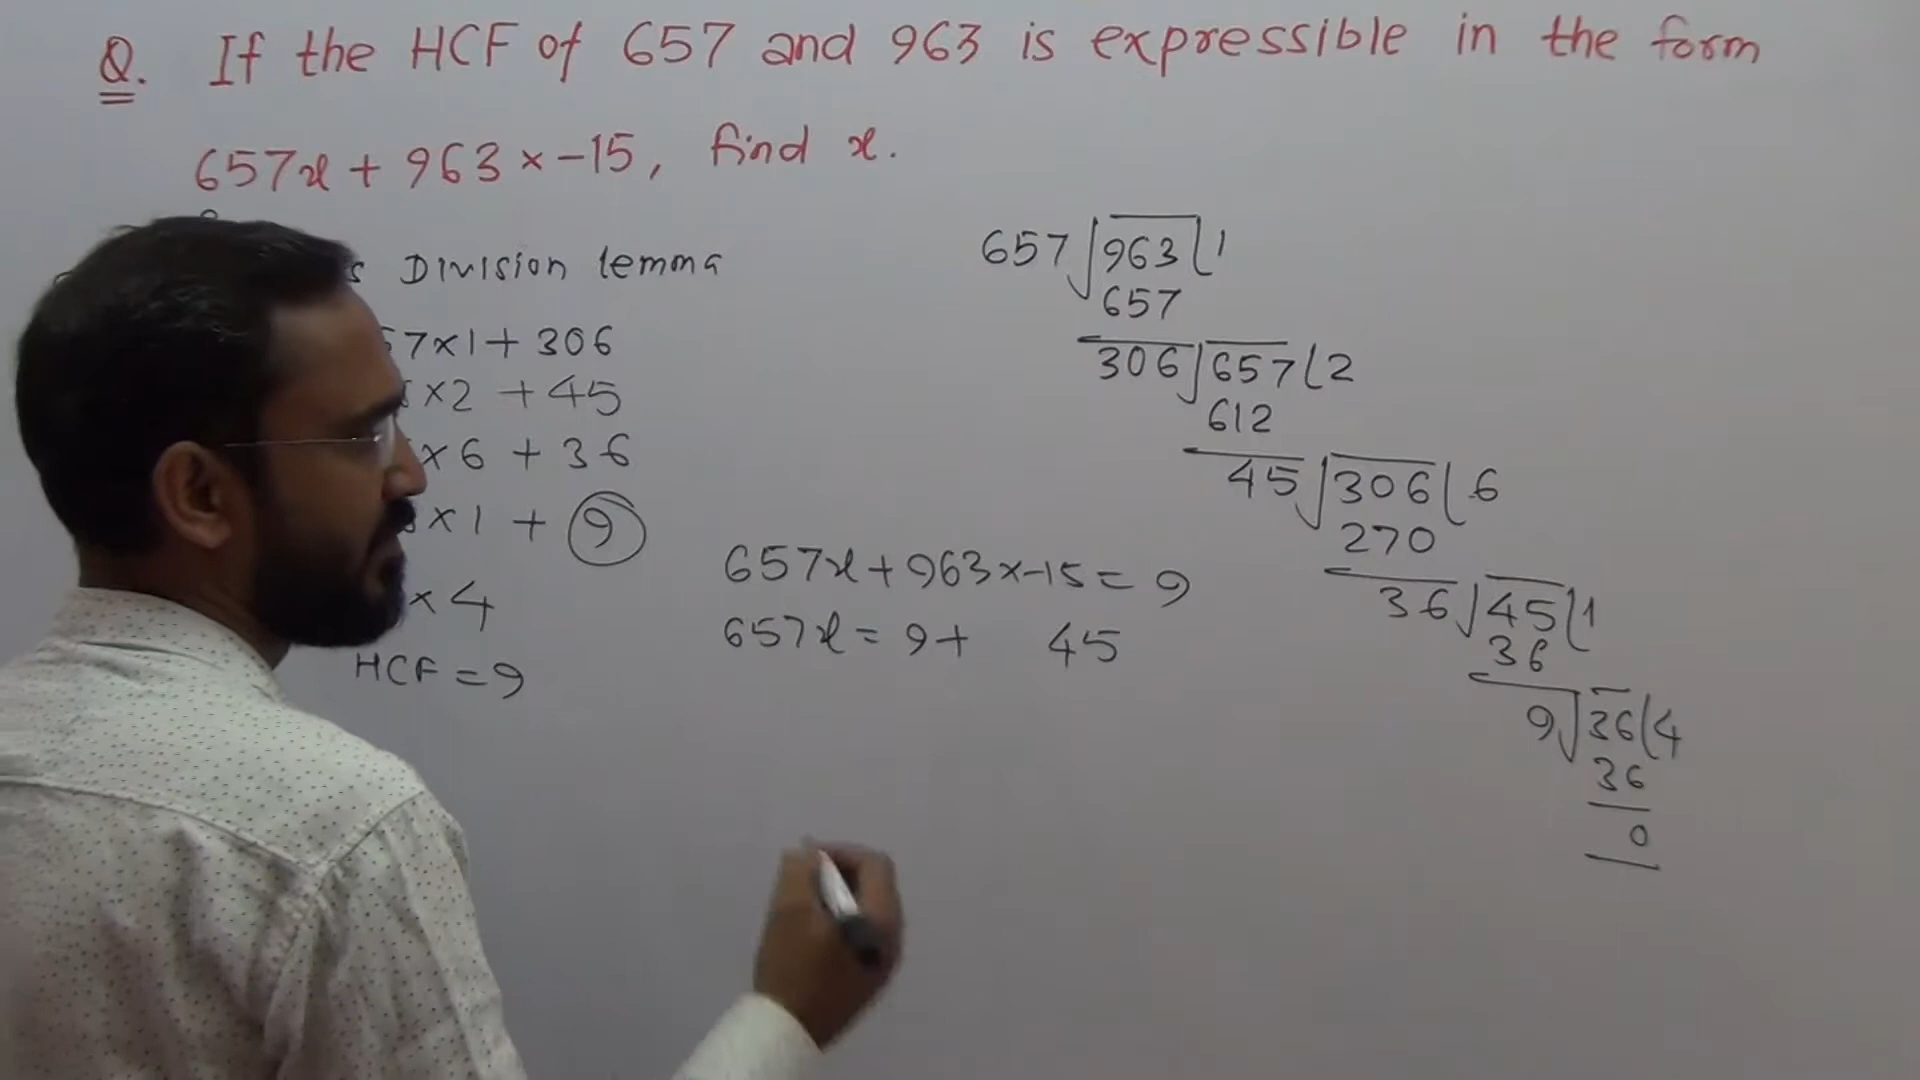 Q. If the HCF of 657 and 963 is expressible in the form
657x + 963 × -15, find x.
Division lemma
7×1 + 306
×2 + 45
×6 + 36
×1 + 9
×4
HCF = 9
657x + 963×-15 = 9
657x = 9 + 45
657 963 1
657
306 657 2
612
45 306 6
270
36 45 1
36
9 36 4
36
0